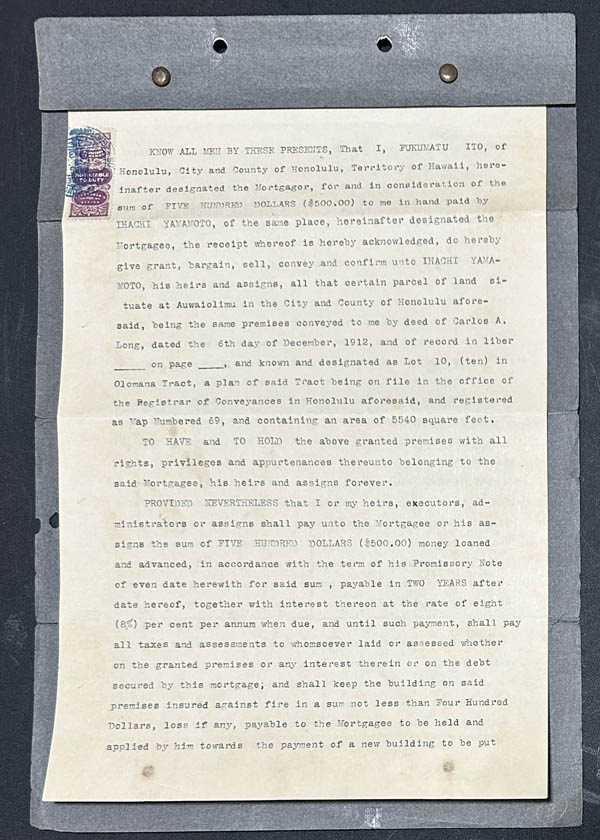 KNOW ALL MEN BY THESE PRESENTS, That I, FUKUMATU ITO, of
Honolulu, City and County of Honolulu, Territory of Hawaii, here-
inafter designated the Mortgagor, for and in consideration of the
sum of FIVE HUNDRED DOLLARS ($500.00) to me in hand paid by
IHACHI YAMAMOTO, of the same place, hereinafter designated the
Mortgagee, the receipt whereof is hereby acknowledged, do hereby
give grant, bargain, sell, convey and confirm unto IHACHI YAMA-
MOTO, his heirs and assigns, all that certain parcel of land si-
tuate at Auwaiolimu in the City and County of Honolulu afore-
said, being the same premises conveyed to me by deed of Carlos A.
Long, dated the 6th day of December, 1912, and of record in liber
_____ on page ____, and known and designated as Lot 10, (ten) in
Olomana Tract, a plan of said Tract being on file in the office of
the Registrar of Conveyances in Honolulu aforesaid, and registered
as Map Numbered 69, and containing an area of 5540 square feet.
TO HAVE and TO HOLD the above granted premises with all
rights, privileges and appurtenances thereunto belonging to the
said Mortgagee, his heirs and assigns forever.
PROVIDED NEVERTHELESS that I or my heirs, executors, ad-
ministrators or assigns shall pay unto the Mortgagee or his as-
signs the sum of FIVE HUNDRED DOLLARS ($500.00) money loaned
and advanced, in accordance with the term of his Promissory Note
of even date herewith for said sum , payable in TWO YEARS after
date hereof, together with interest thereon at the rate of eight
(8%) per cent per annum when due, and until such payment, shall pay
all taxes and assessments to whomsoever laid or assessed whether
on the granted premises or any interest therein or on the debt
secured by this mortgage; and shall keep the building on said
premises insured against fire in a sum not less than Four Hundred
Dollars, loss if any, payable to the Mortgagee to be held and
applied by him towards the payment of a new building to be put